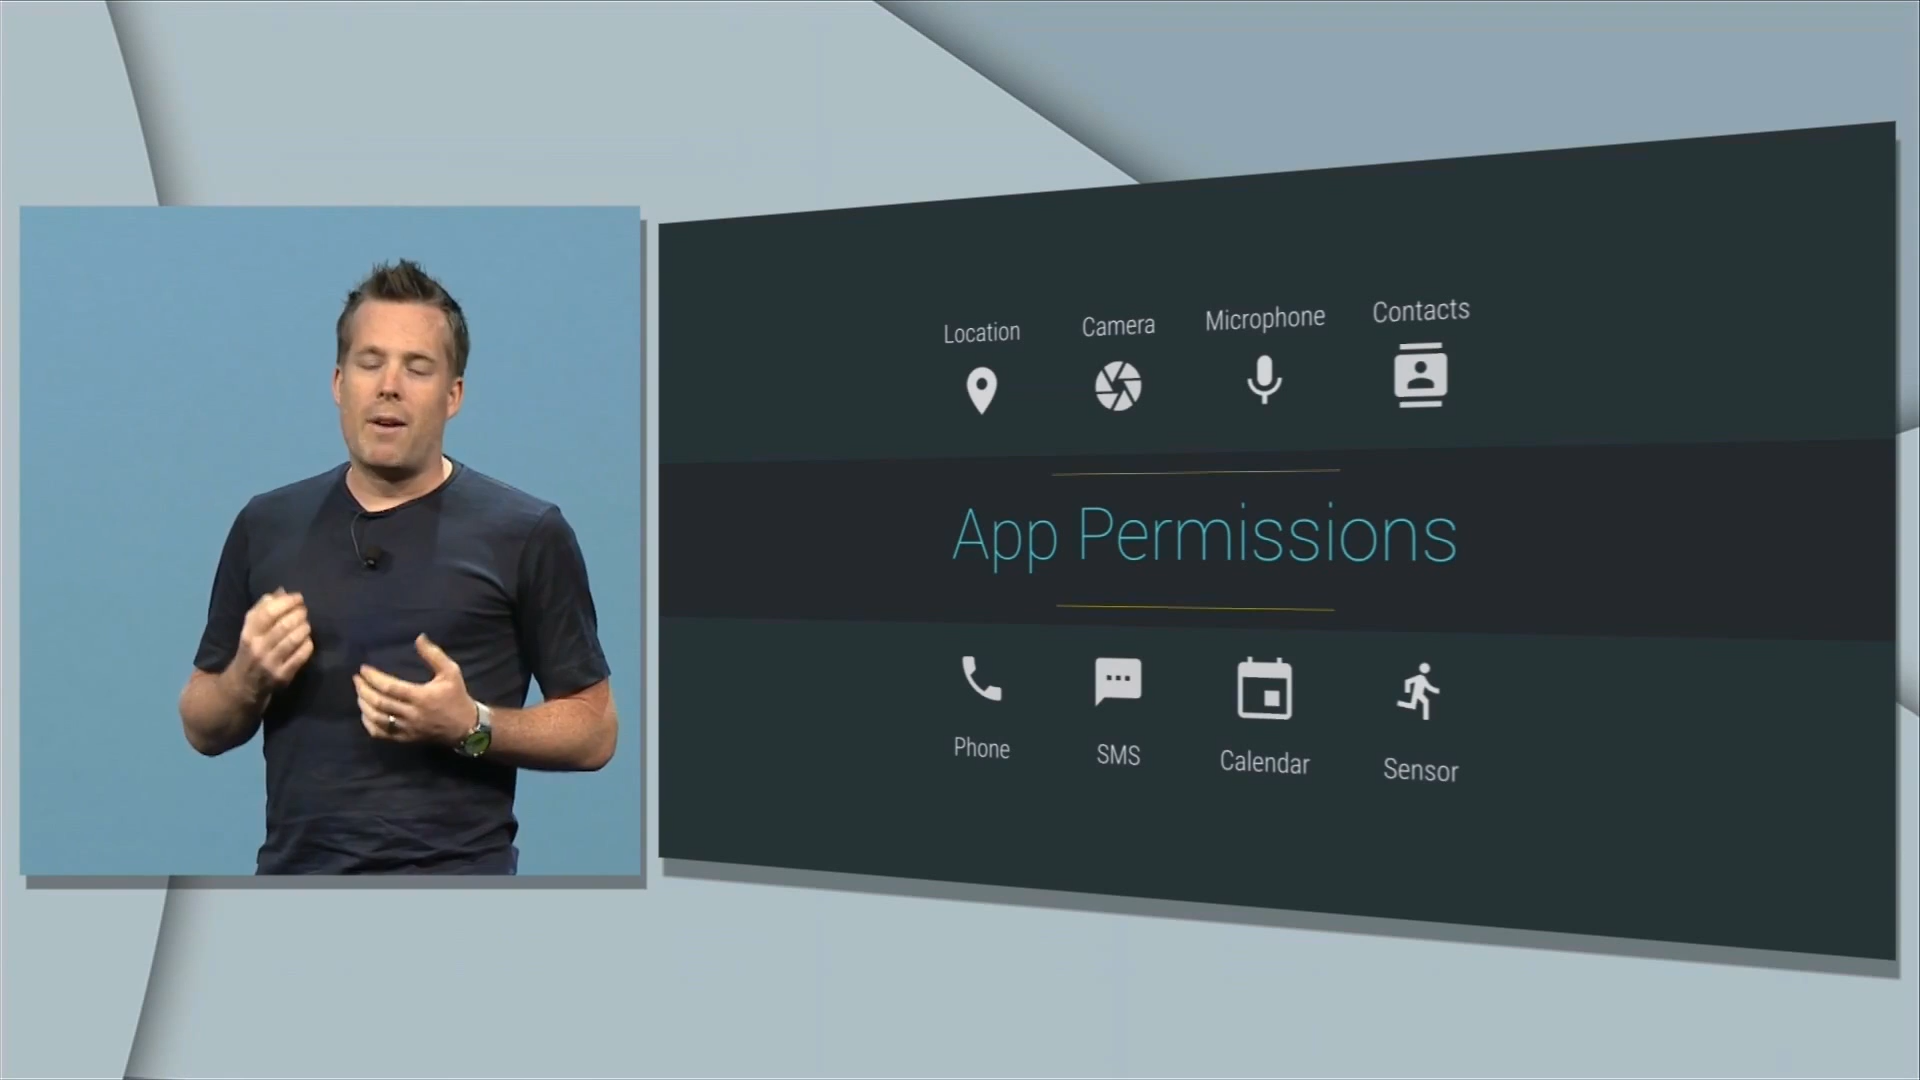 Location Camera Microphone Contacts
App Permissions
Phone SMS Calendar Sensor